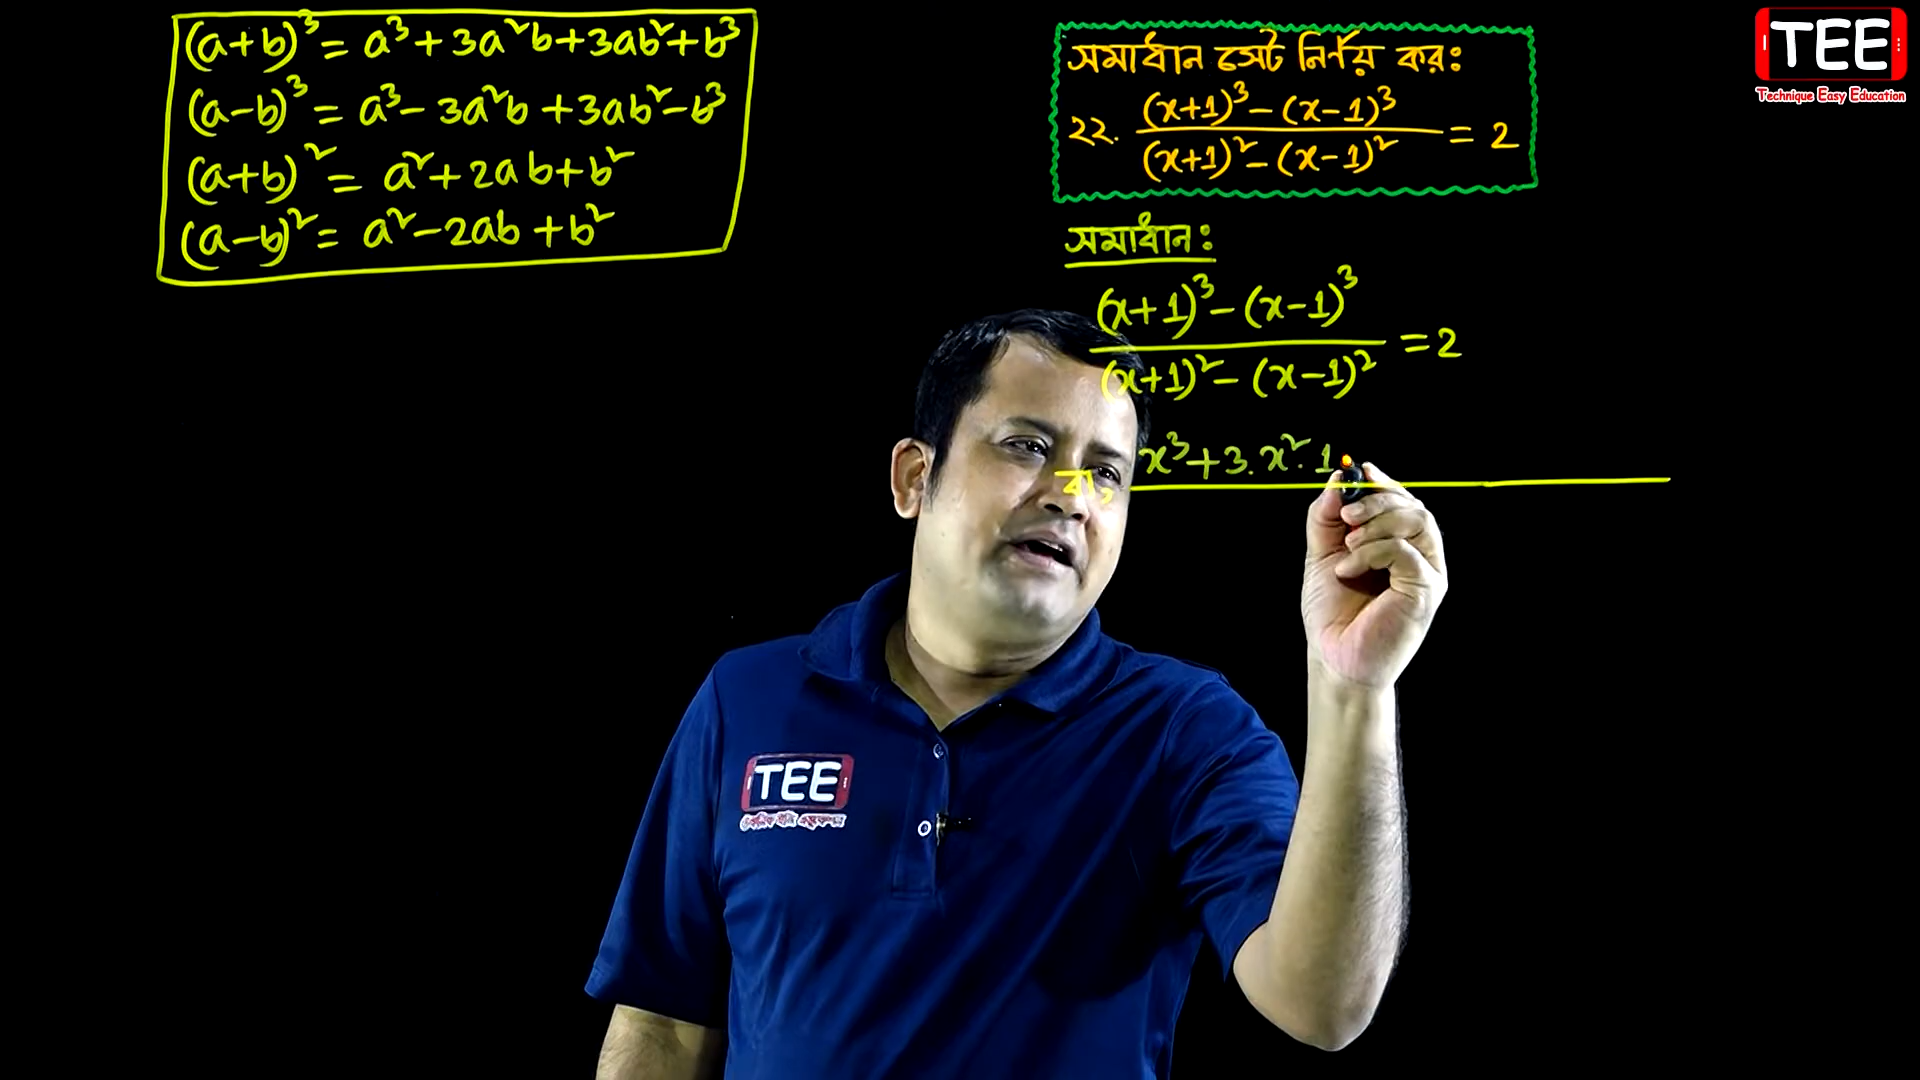 (a+b)³ = a³ + 3a²b + 3ab² + b³
(a-b)³ = a³ - 3a²b + 3ab² - b³
(a+b)² = a² + 2ab + b²
(a-b)² = a² - 2ab + b²
সমাধান সেট নির্ণয় কর:
২২. (x+1)³ - (x-1)³ / (x+1)² - (x-1)² = 2
সমাধান:
(x+1)³ - (x-1)³ / (x+1)² - (x-1)² = 2
বা, x³ + 3.x².1
TEE
Technique Easy Education
TEE